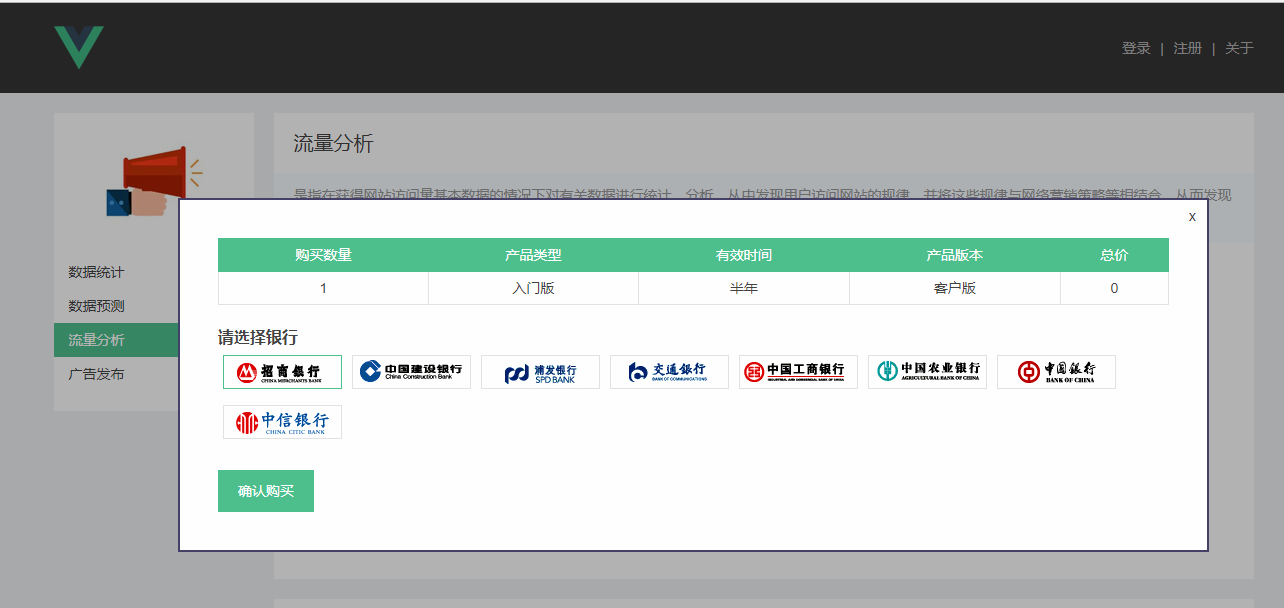 登录 | 注册 | 关于
流量分析
是指在获得网站访问量基本数据的情况下对有关数据进行统计、分析，从中发现用户访问网站的规律，并将这些规律与网络营销策略等相结合，从而发现
数据统计
数据预测
流量分析
广告发布
x
购买数量 产品类型 有效时间 产品版本 总价
1 入门版 半年 客户版 0
请选择银行
招商银行
CHINA MERCHANTS BANK
中国建设银行
China Construction Bank
浦发银行
SPD BANK
交通银行
BANK OF COMMUNICATIONS
中国工商银行
INDUSTRIAL AND COMMERCIAL BANK OF CHINA
中国农业银行
AGRICULTURAL BANK OF CHINA
中国银行
BANK OF CHINA
中信银行
CHINA CITIC BANK
确认购买